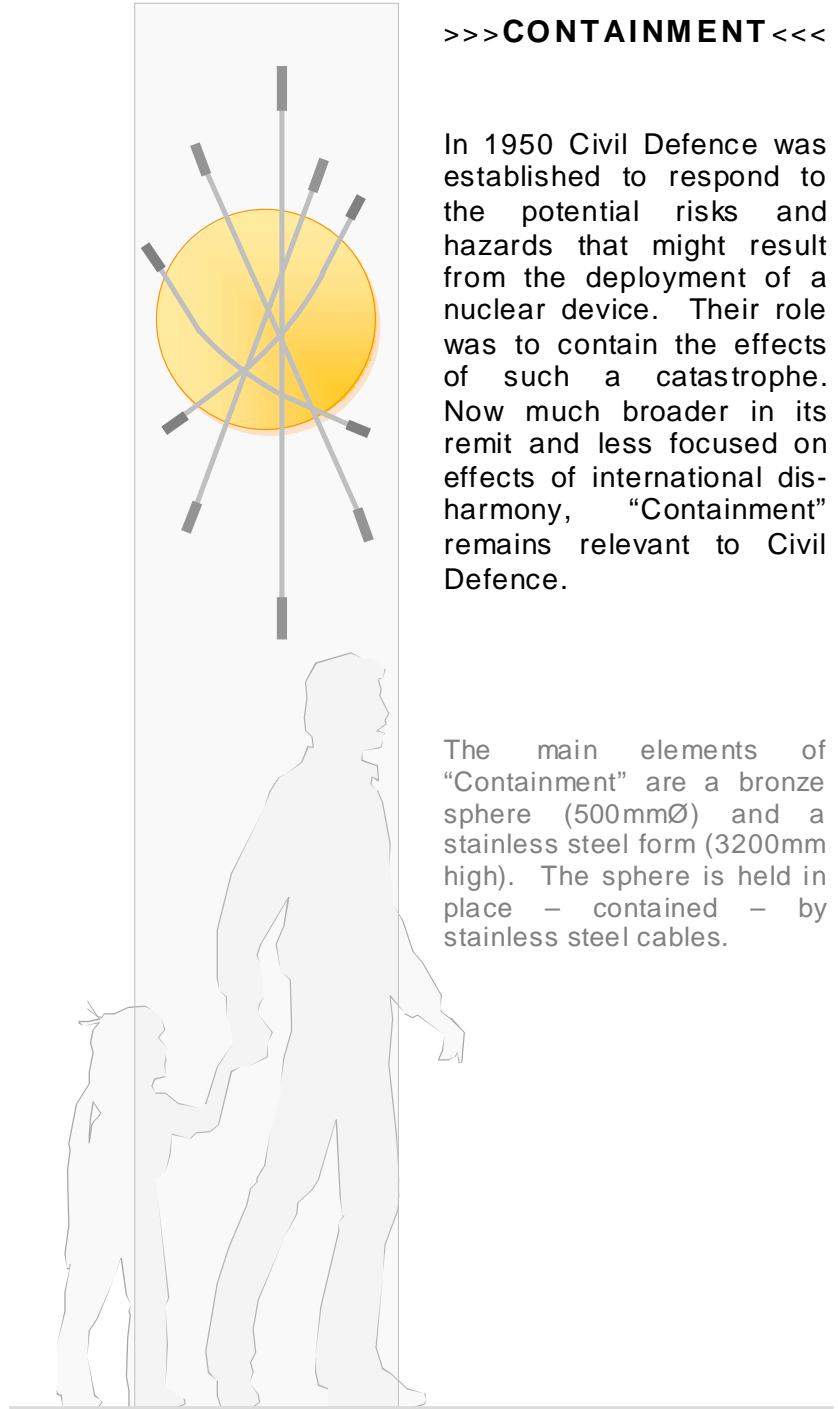 >>>CONTAINMENT<<<
In 1950 Civil Defence was
established to respond to
the potential risks and
hazards that might result
from the deployment of a
nuclear device. Their role
was to contain the effects
of such a catastrophe.
Now much broader in its
remit and less focused on
effects of international dis-
harmony, “Containment”
remains relevant to Civil
Defence.
The main elements of
“Containment” are a bronze
sphere (500mmØ) and a
stainless steel form (3200mm
high). The sphere is held in
place – contained – by
stainless steel cables.